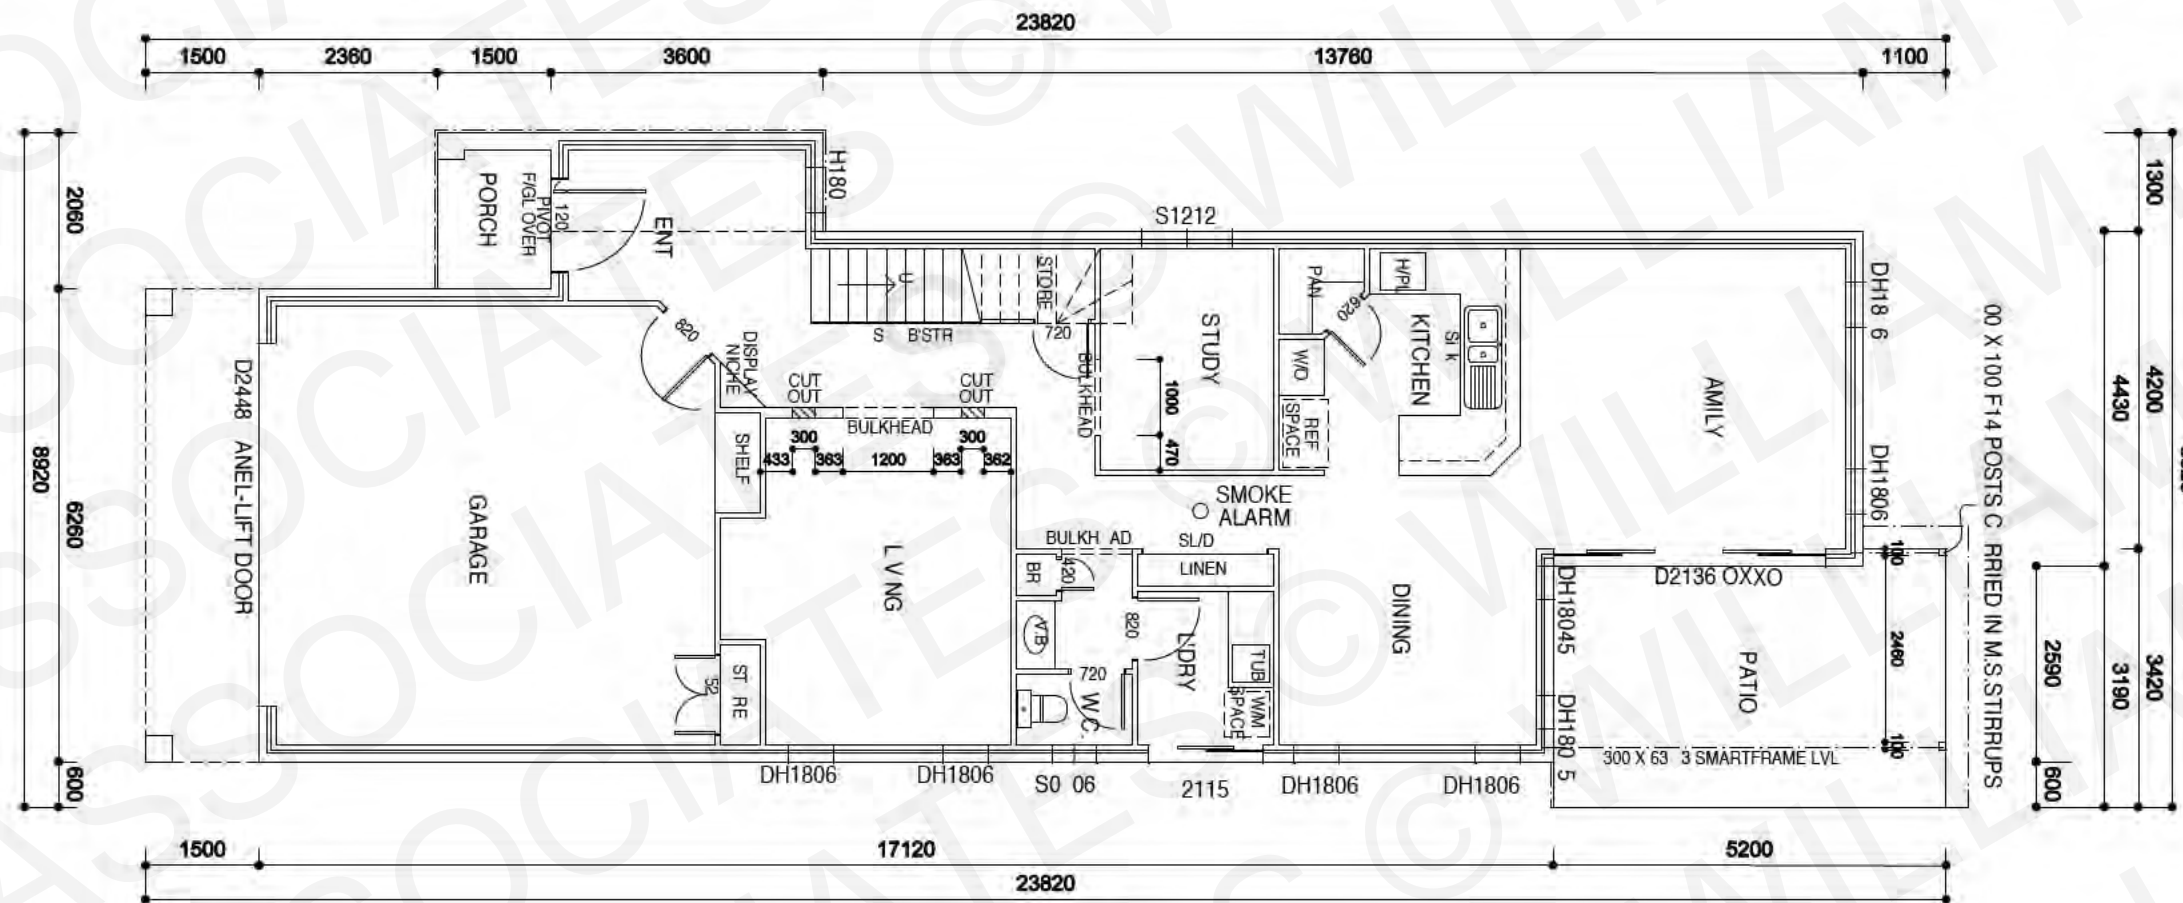 23820
1500 2360 1500 3600 13760 1100
8920
2060
6260
600
PORCH
F/GL OVER
PIVOT
120
ENT
H180
U
S B'STR
STORE
720
S1212
STUDY
BULKHEAD
1000
470
PAN
620
H/PL
KITCHEN
W/O
REF
SPACE
AMILY
DH18 6
DH1806
1300
4200
4430
3420
3190
2590
600
00 X 100 F14 POSTS C RRIED IN M.S.STIRRUPS
D2448 ANEL-LIFT DOOR
GARAGE
820
DISPLAY
NICHE
CUT
OUT
CUT
OUT
BULKHEAD
300 300
433 363 1200 363 362
SHELF
L V NG
ST RE
52
SMOKE
ALARM
BULKH AD
SL/D
BR
420
LINEN
V.B
820
L'DRY
TUB
720
W.C.
W/M
SPACE
DINING
D2136 OXXO
DH18045
DH180 5
PATIO
100
2460
100
300 X 63 3 SMARTFRAME LVL
DH1806 DH1806 S0 06 2115 DH1806 DH1806
1500 17120 5200
23820
ASSOCIATES © WILLIAM